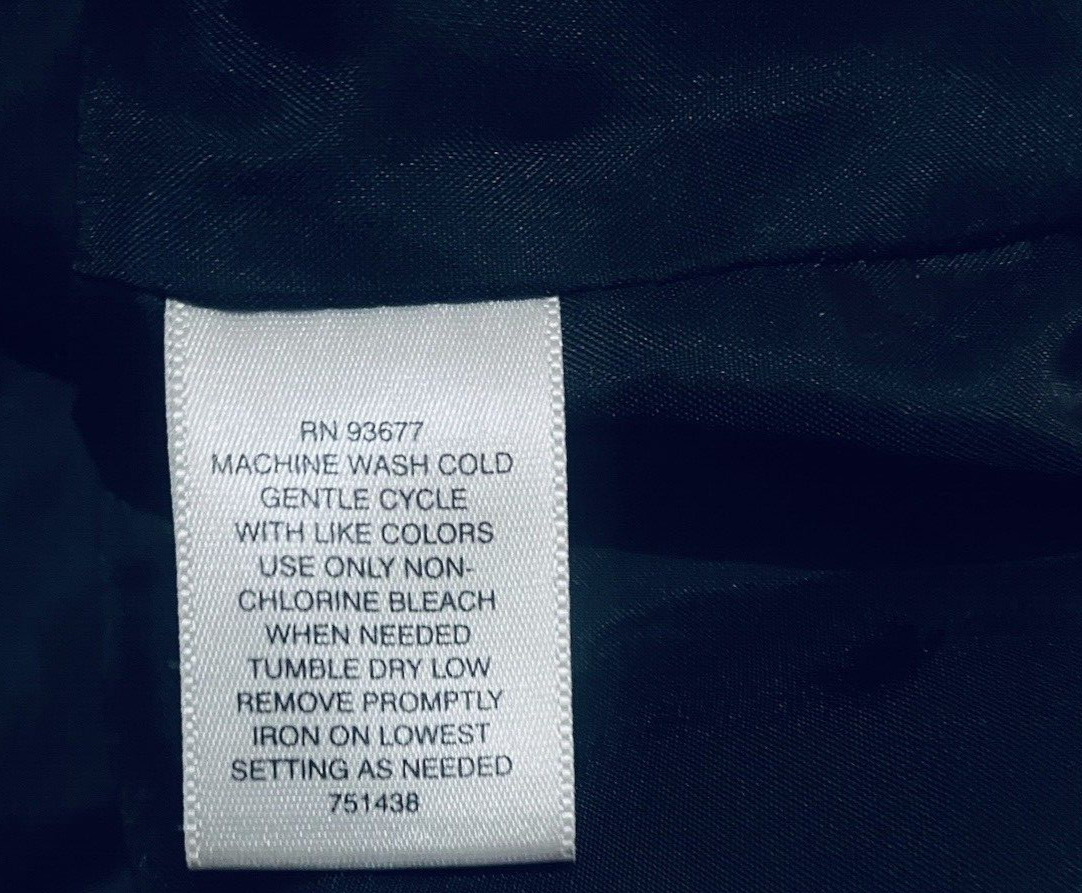 RN 93677
MACHINE WASH COLD
GENTLE CYCLE
WITH LIKE COLORS
USE ONLY NON-
CHLORINE BLEACH
WHEN NEEDED
TUMBLE DRY LOW
REMOVE PROMPTLY
IRON ON LOWEST
SETTING AS NEEDED
751438